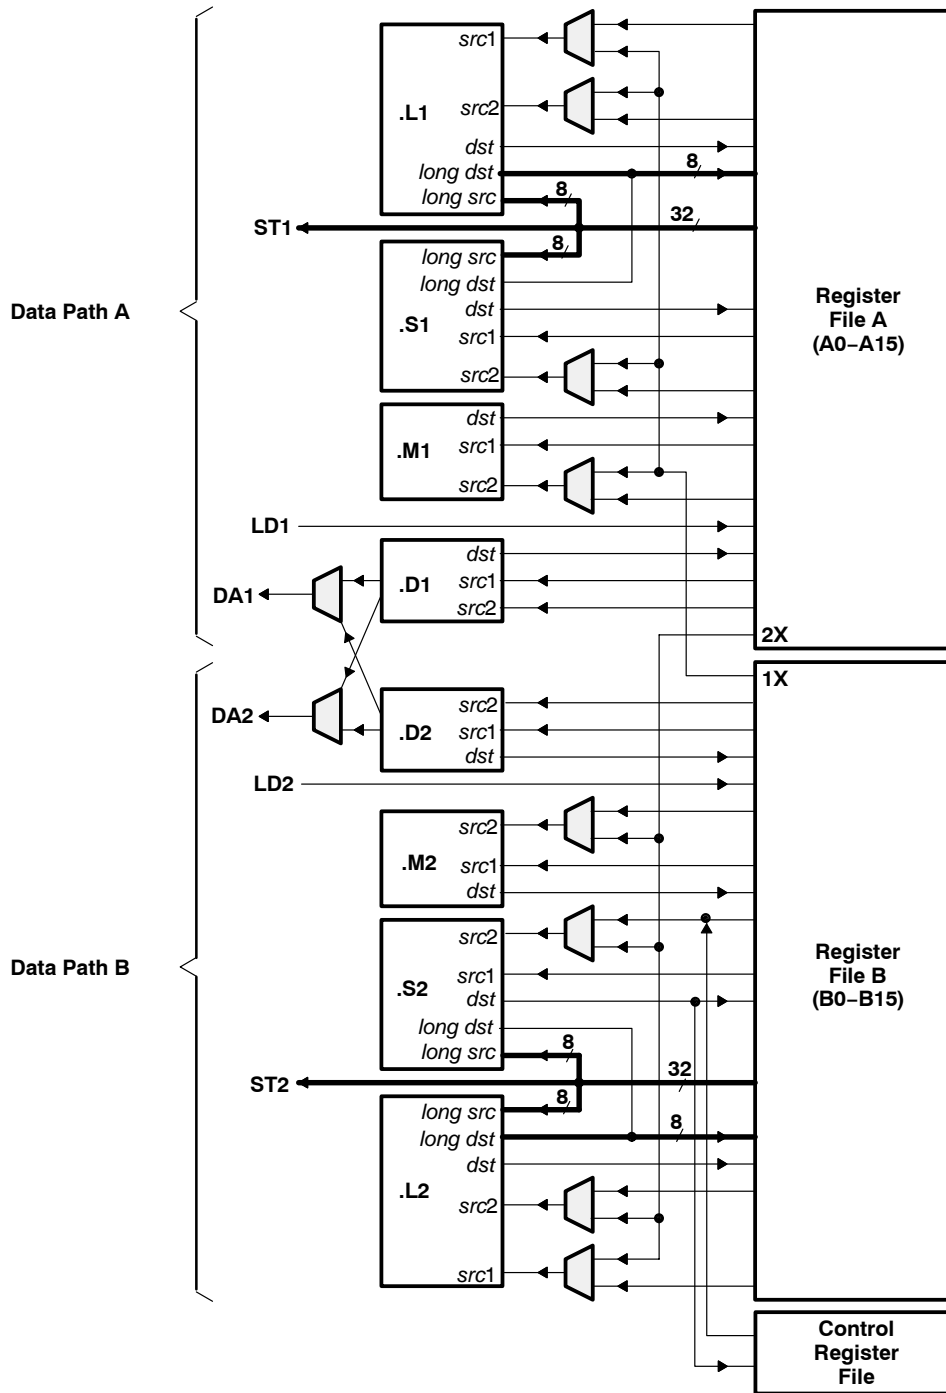 src1
.L1
src2
dst
long dst
8
long src
8
ST1
32
8
long src
long dst
Data Path A
dst
.S1
src1
src2
Register
File A
(A0–A15)
dst
.M1
src1
src2
LD1
dst
.D1
src1
DA1
src2
2X
1X
src2
DA2
.D2
src1
dst
LD2
src2
.M2
src1
dst
src2
Data Path B
.S2
src1
dst
long dst
8
long src
Register
File B
(B0–B15)
ST2
32
8
long src
long dst
8
dst
.L2
src2
src1
Control
Register
File